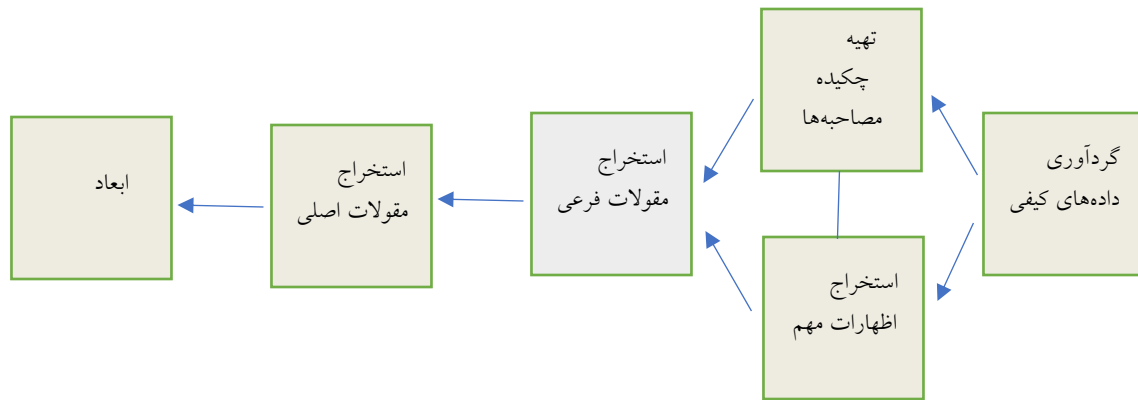 گردآوری
داده‌های کیفی
تهیه
چکیده
مصاحبه‌ها
استخراج
اظهارات مهم
استخراج
مقولات فرعی
استخراج
مقولات اصلی
ابعاد